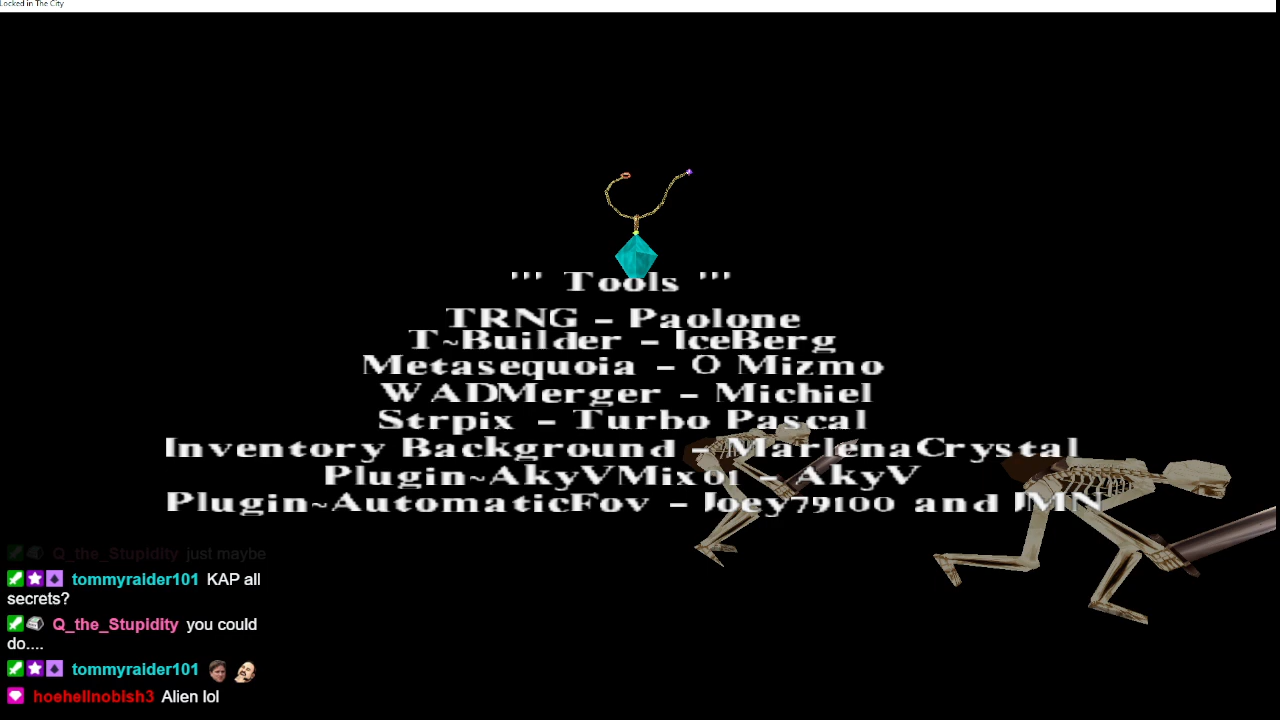 Locked in The City
''' Tools '''
TRNG - Paolone
T~Builder - IceBerg
Metasequoia - O Mizmo
WADMerger - Michiel
Strpix - Turbo Pascal
Inventory Background - MarlenaCrystal
Plugin~AkyVMix01 - AkyV
Plugin~AutomaticFov - Joey79100 and JMN
Q_the_Stupidity just maybe
tommyraider101 KAP all
secrets?
Q_the_Stupidity you could
do....
tommyraider101
hoehellnobish3 Alien lol